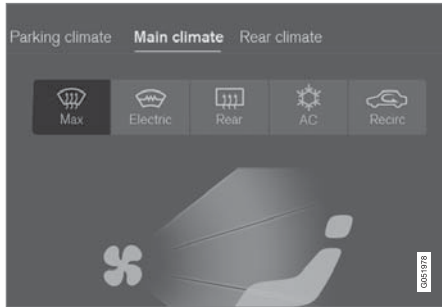 Parking climate Main climate Rear climate
Max Electric Rear AC Recirc
G051978